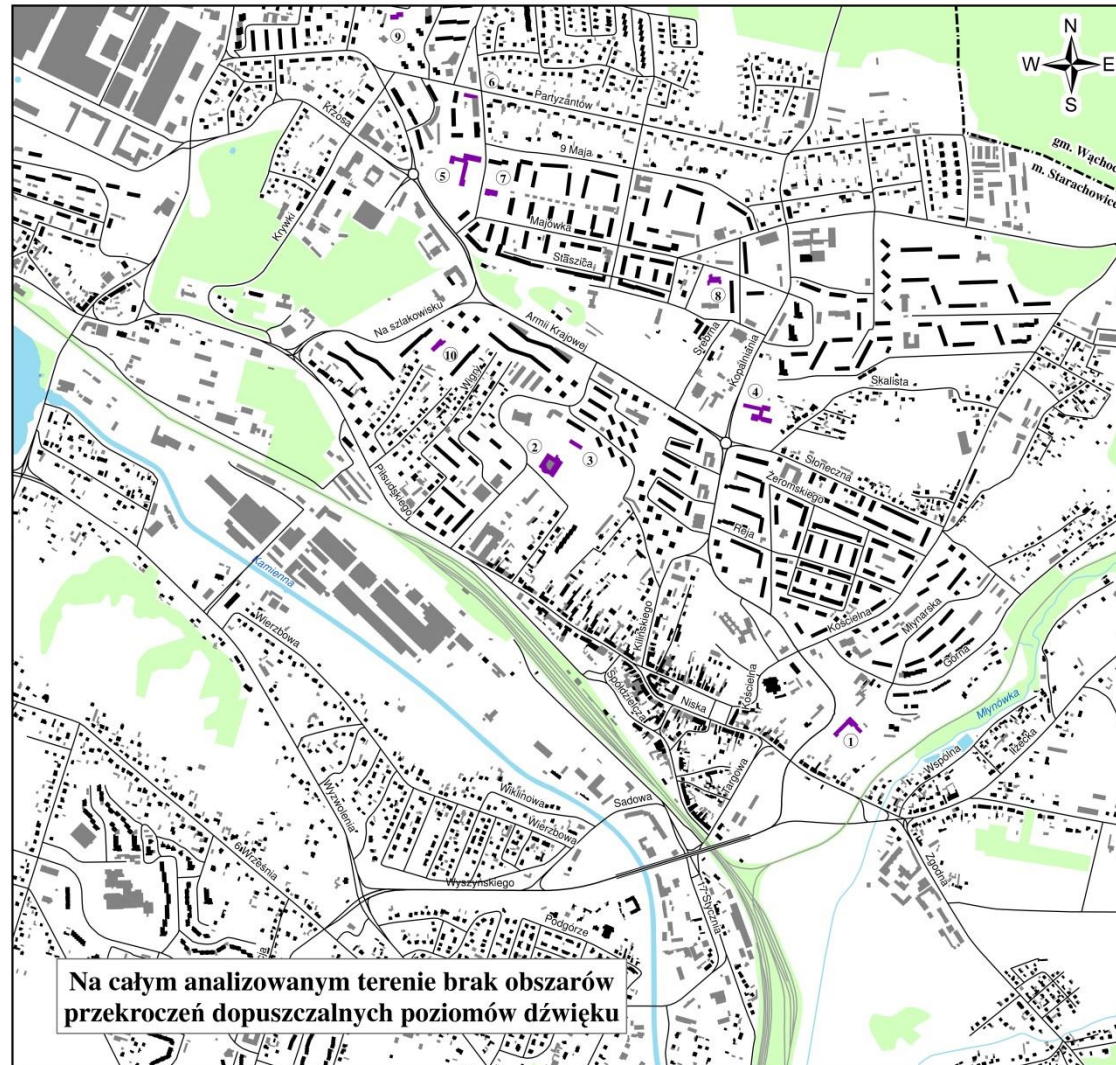 N
W E
S
9
6
Partyzantów
Krzosa
gm. Wąchoc
m. Starachowice
9 Maja
5
7
Krywki
Majówka
Staszica
8
Na szlakowisku
Armii Krajowej
Srebrna
Kopalniana
10
Wigry
Skalista
4
2
3
Słoneczna
Żeromskiego
Piłsudskiego
Reja
Kamienna
Kilińskiego
Kościelna
Młynarska
Górna
Wierzbowa
Spółdzielcza
Niska
Kościelna
Młynówka
1
Iłżecka
Wspólna
Targowa
Wyzwolenia
Wiklinowa
Sadowa
Wierzbowa
6 Września
Zgodna
Wyszyńskiego
17 Stycznia
Podgórze
Na całym analizowanym terenie brak obszarów
przekroczeń dopuszczalnych poziomów dźwięku